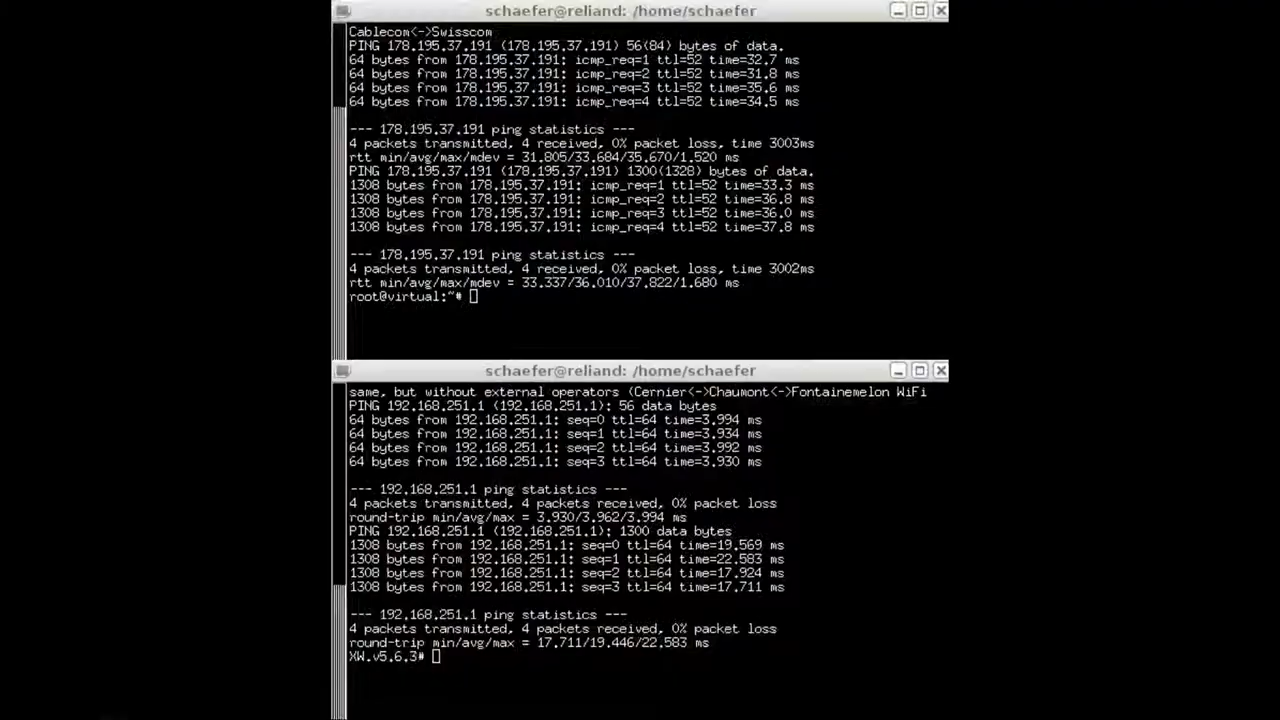 schaefer@reliand: /home/schaefer
Cablecom<->Swisscom
PING 178.195.37.191 (178.195.37.191) 56(84) bytes of data.
64 bytes from 178.195.37.191: icmp_req=1 ttl=52 time=32.7 ms
64 bytes from 178.195.37.191: icmp_req=2 ttl=52 time=31.8 ms
64 bytes from 178.195.37.191: icmp_req=3 ttl=52 time=35.6 ms
64 bytes from 178.195.37.191: icmp_req=4 ttl=52 time=34.5 ms
--- 178.195.37.191 ping statistics ---
4 packets transmitted, 4 received, 0% packet loss, time 3003ms
rtt min/avg/max/mdev = 31.805/33.684/35.670/1.520 ms
PING 178.195.37.191 (178.195.37.191) 1300(1328) bytes of data.
1308 bytes from 178.195.37.191: icmp_req=1 ttl=52 time=33.3 ms
1308 bytes from 178.195.37.191: icmp_req=2 ttl=52 time=36.8 ms
1308 bytes from 178.195.37.191: icmp_req=3 ttl=52 time=36.0 ms
1308 bytes from 178.195.37.191: icmp_req=4 ttl=52 time=37.8 ms
--- 178.195.37.191 ping statistics ---
4 packets transmitted, 4 received, 0% packet loss, time 3002ms
rtt min/avg/max/mdev = 33.337/36.010/37.822/1.680 ms
root@virtual:~#
schaefer@reliand: /home/schaefer
same, but without external operators (Cernier<->Chaumont<->Fontainemelon WiFi
PING 192.168.251.1 (192.168.251.1): 56 data bytes
64 bytes from 192.168.251.1: seq=0 ttl=64 time=3.994 ms
64 bytes from 192.168.251.1: seq=1 ttl=64 time=3.934 ms
64 bytes from 192.168.251.1: seq=2 ttl=64 time=3.992 ms
64 bytes from 192.168.251.1: seq=3 ttl=64 time=3.930 ms
--- 192.168.251.1 ping statistics ---
4 packets transmitted, 4 packets received, 0% packet loss
round-trip min/avg/max = 3.930/3.962/3.994 ms
PING 192.168.251.1 (192.168.251.1): 1300 data bytes
1308 bytes from 192.168.251.1: seq=0 ttl=64 time=19.569 ms
1308 bytes from 192.168.251.1: seq=1 ttl=64 time=22.583 ms
1308 bytes from 192.168.251.1: seq=2 ttl=64 time=17.924 ms
1308 bytes from 192.168.251.1: seq=3 ttl=64 time=17.711 ms
--- 192.168.251.1 ping statistics ---
4 packets transmitted, 4 packets received, 0% packet loss
round-trip min/avg/max = 17.711/19.446/22.583 ms
XW.v5.6.3#